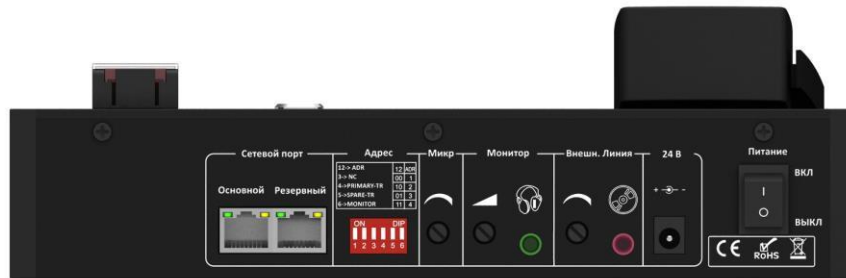 Сетевой порт
Адрес
Микр
Монитор
Внешн. Линия
24 В
Питание
Основной
Резервный
12-> ADR
3-> NC
4->PRIMARY-TR
5->SPARE-TR
6->MONITOR
12 ADR
00 1
10 2
01 3
11 4
ON DIP
1 2 3 4 5 6
+ -
ВКЛ
I
O
ВЫКЛ
CE
RoHS